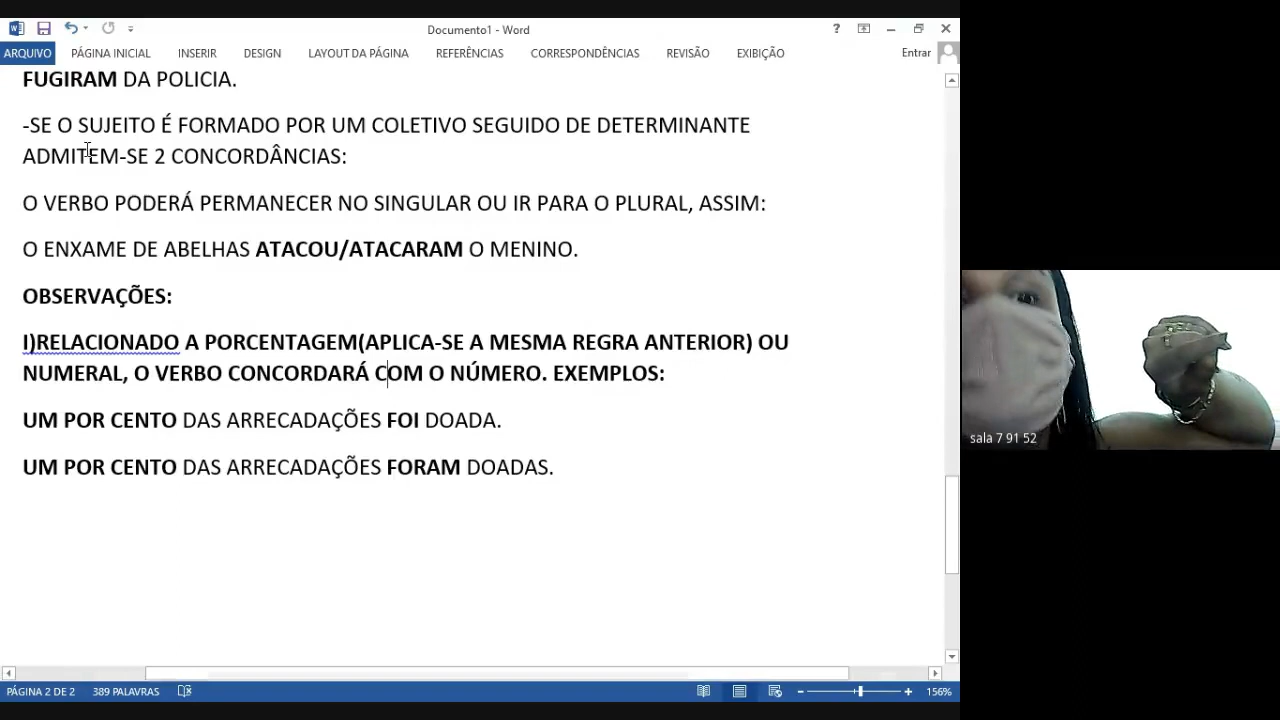 Documento1 - Word
?
ARQUIVO PÁGINA INICIAL INSERIR DESIGN LAYOUT DA PÁGINA REFERÊNCIAS CORRESPONDÊNCIAS REVISÃO EXIBIÇÃO Entrar
FUGIRAM DA POLICIA.
-SE O SUJEITO É FORMADO POR UM COLETIVO SEGUIDO DE DETERMINANTE
ADMITEM-SE 2 CONCORDÂNCIAS:
O VERBO PODERÁ PERMANECER NO SINGULAR OU IR PARA O PLURAL, ASSIM:
O ENXAME DE ABELHAS ATACOU/ATACARAM O MENINO.
OBSERVAÇÕES:
I)RELACIONADO A PORCENTAGEM(APLICA-SE A MESMA REGRA ANTERIOR) OU
NUMERAL, O VERBO CONCORDARÁ COM O NÚMERO. EXEMPLOS:
UM POR CENTO DAS ARRECADAÇÕES FOI DOADA.
UM POR CENTO DAS ARRECADAÇÕES FORAM DOADAS.
sala 7 91 52
PÁGINA 2 DE 2 389 PALAVRAS 156%